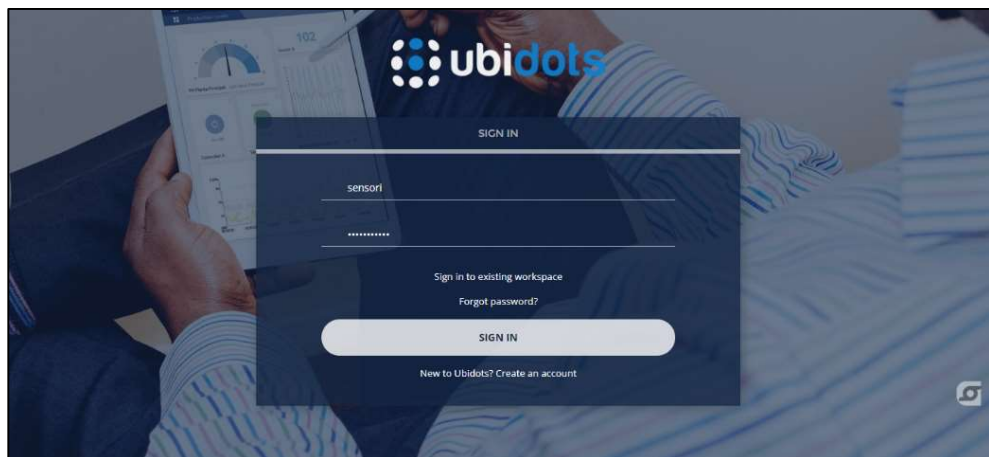 102
ubidots
SIGN IN
sensori
•••••••••••
Sign in to existing workspace
Forgot password?
SIGN IN
New to Ubidots? Create an account